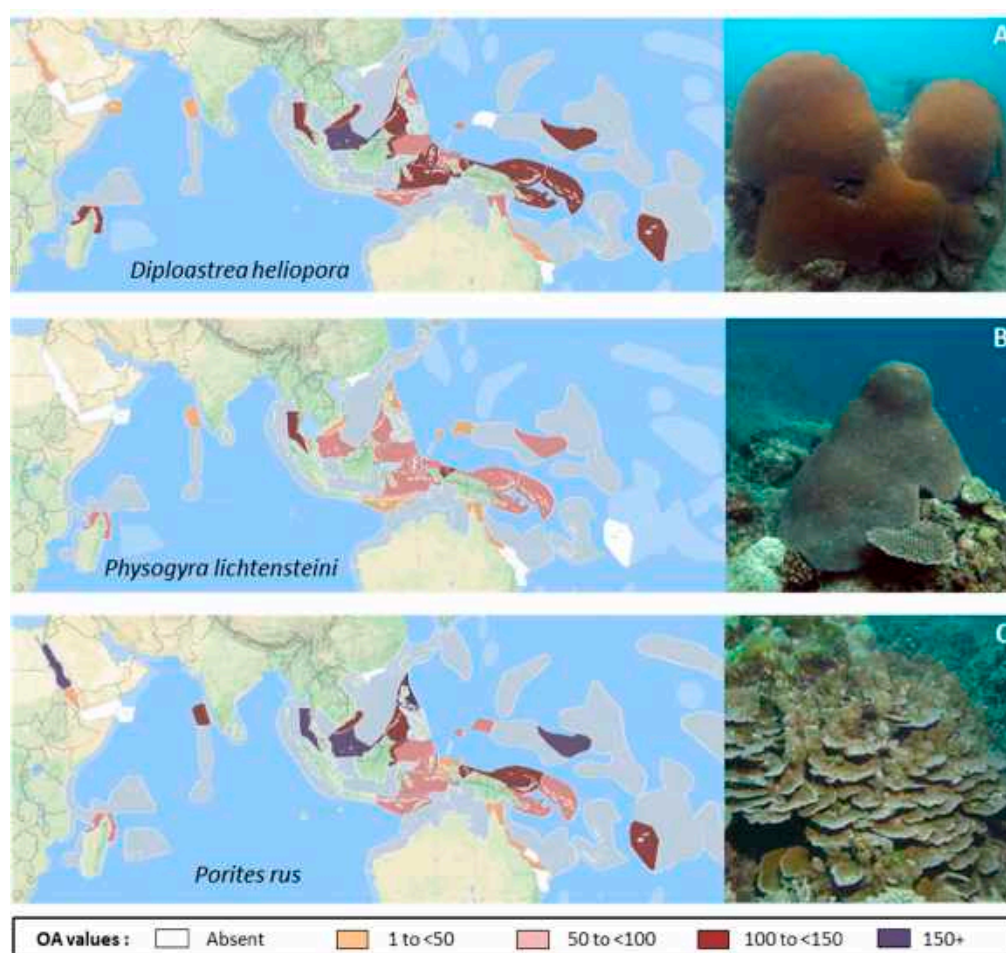 A
Diploastrea heliopora
B
Physogyra lichtensteini
C
Porites rus
OA values : Absent 1 to <50 50 to <100 100 to <150 150+